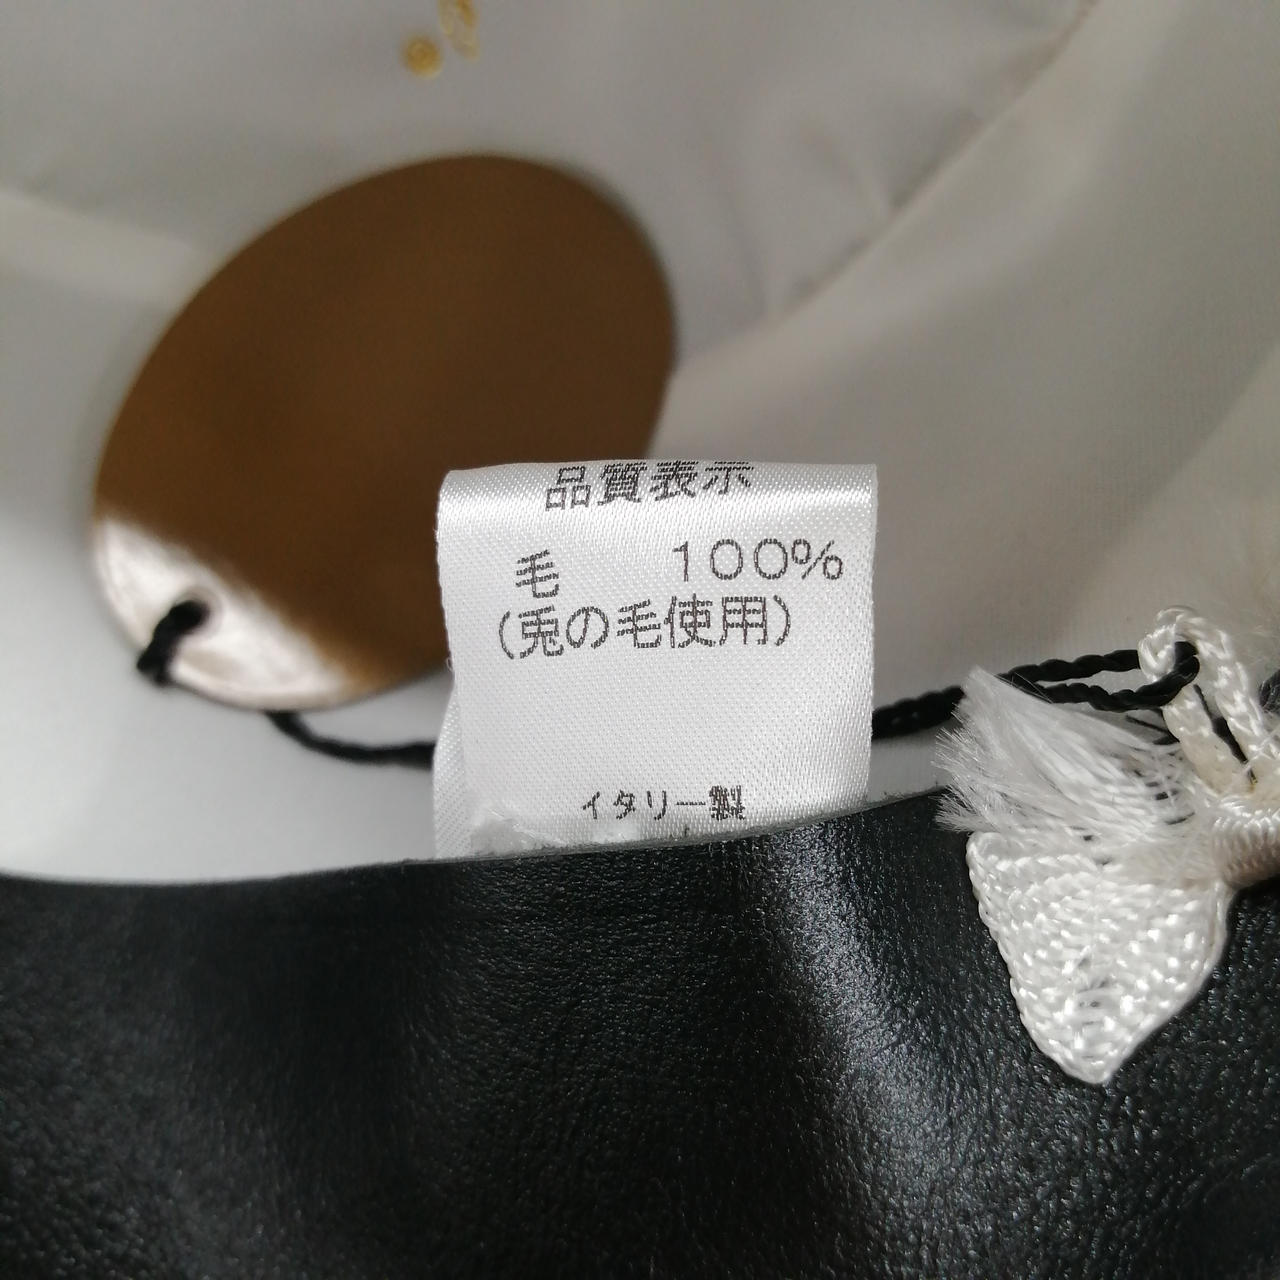 品質表示
毛 100%
(兎の毛使用)
イタリー製